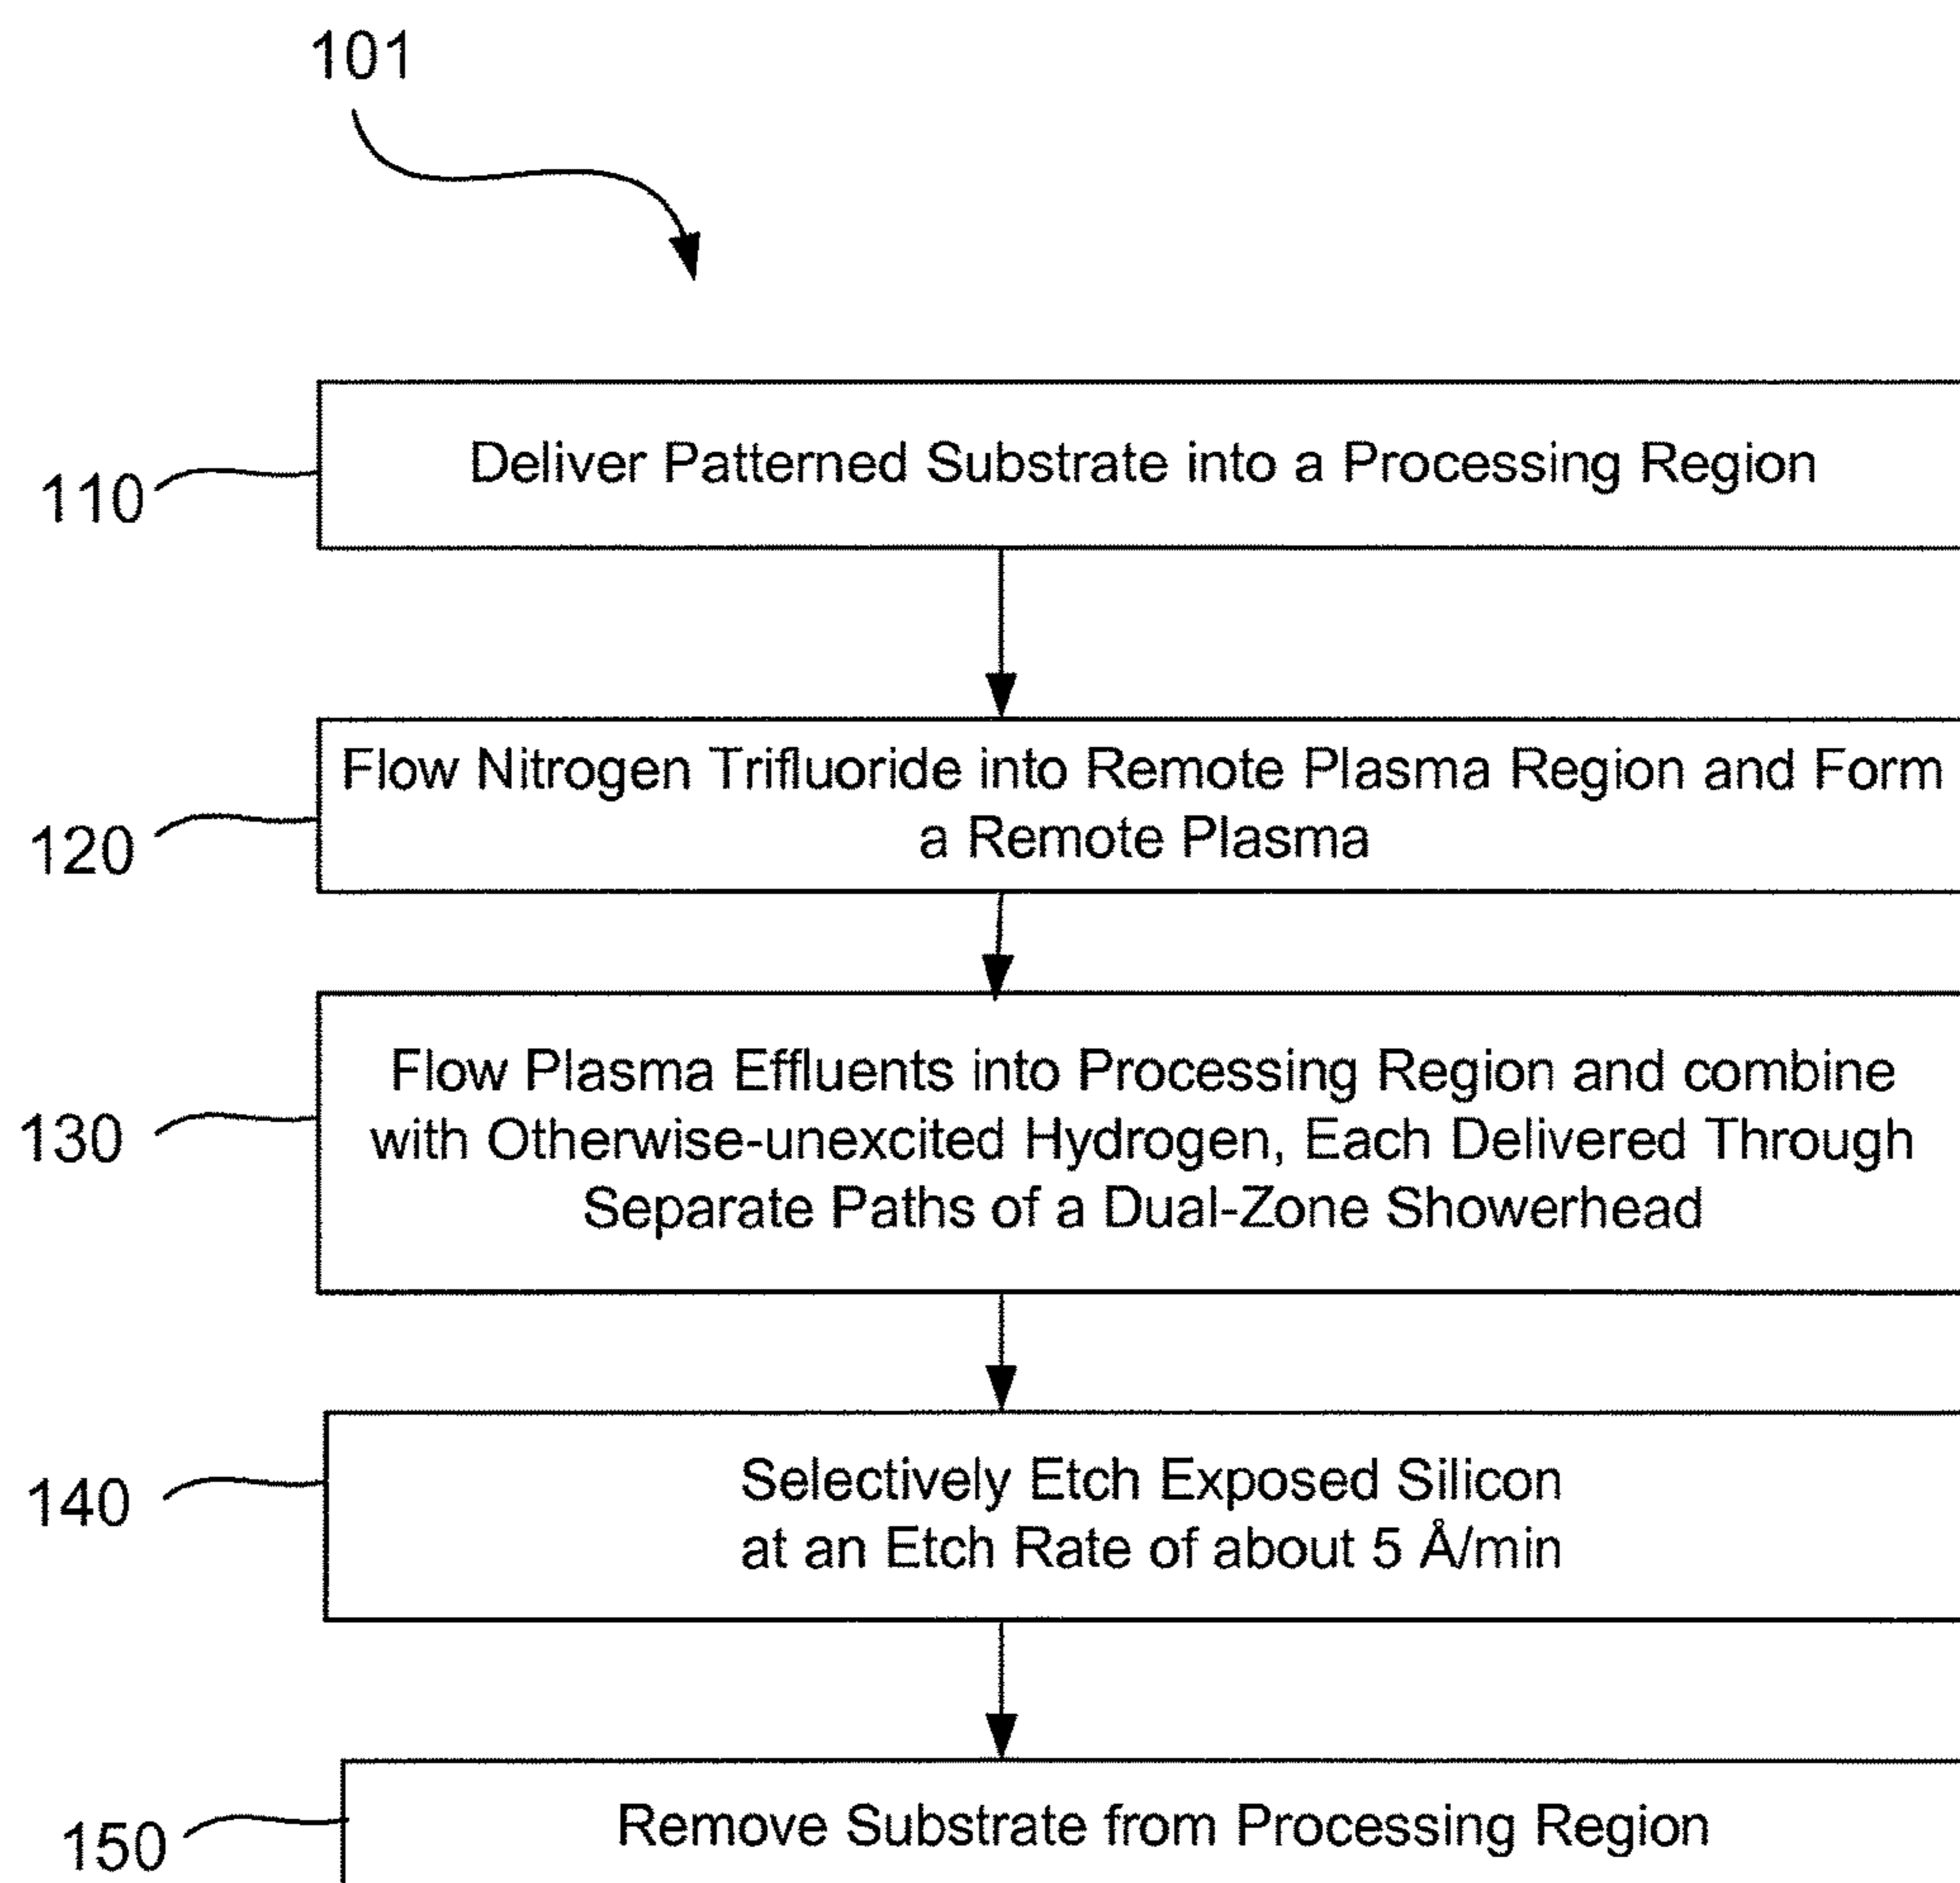 101
110
Deliver Patterned Substrate into a Processing Region
120
Flow Nitrogen Trifluoride into Remote Plasma Region and Form
a Remote Plasma
130
Flow Plasma Effluents into Processing Region and combine
with Otherwise-unexcited Hydrogen, Each Delivered Through
Separate Paths of a Dual-Zone Showerhead
140
Selectively Etch Exposed Silicon
at an Etch Rate of about 5 Å/min
150
Remove Substrate from Processing Region